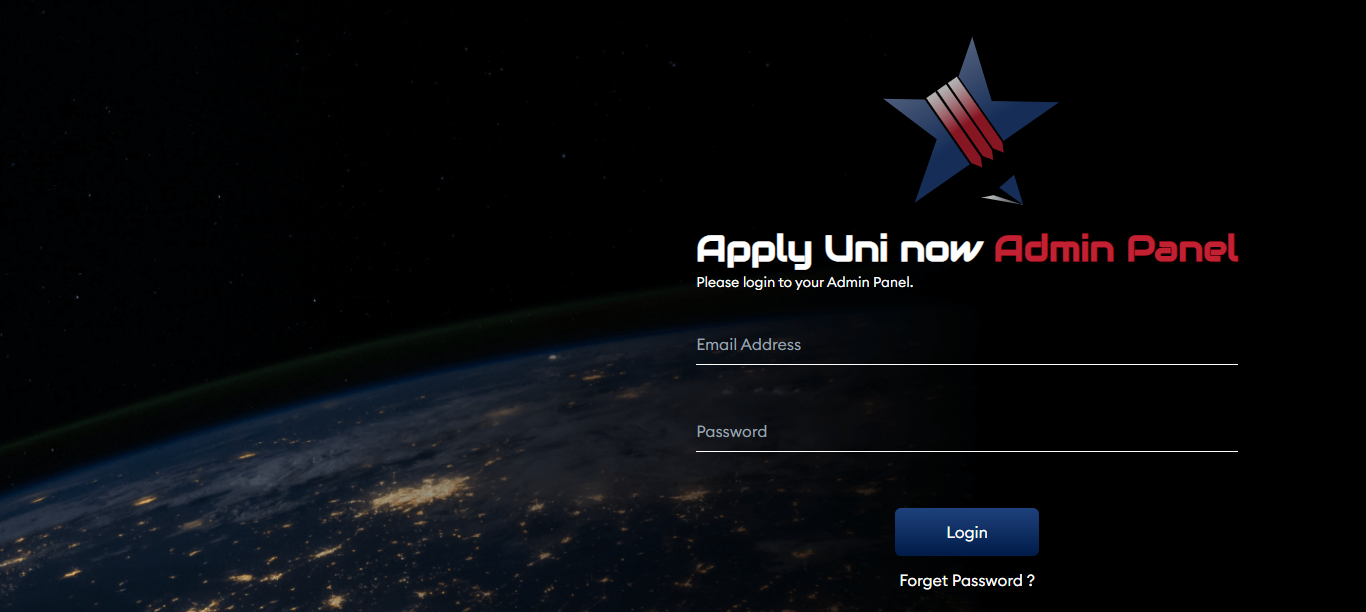 Apply Uni now Admin Panel
Please login to your Admin Panel.
Email Address
Password
Login
Forget Password ?